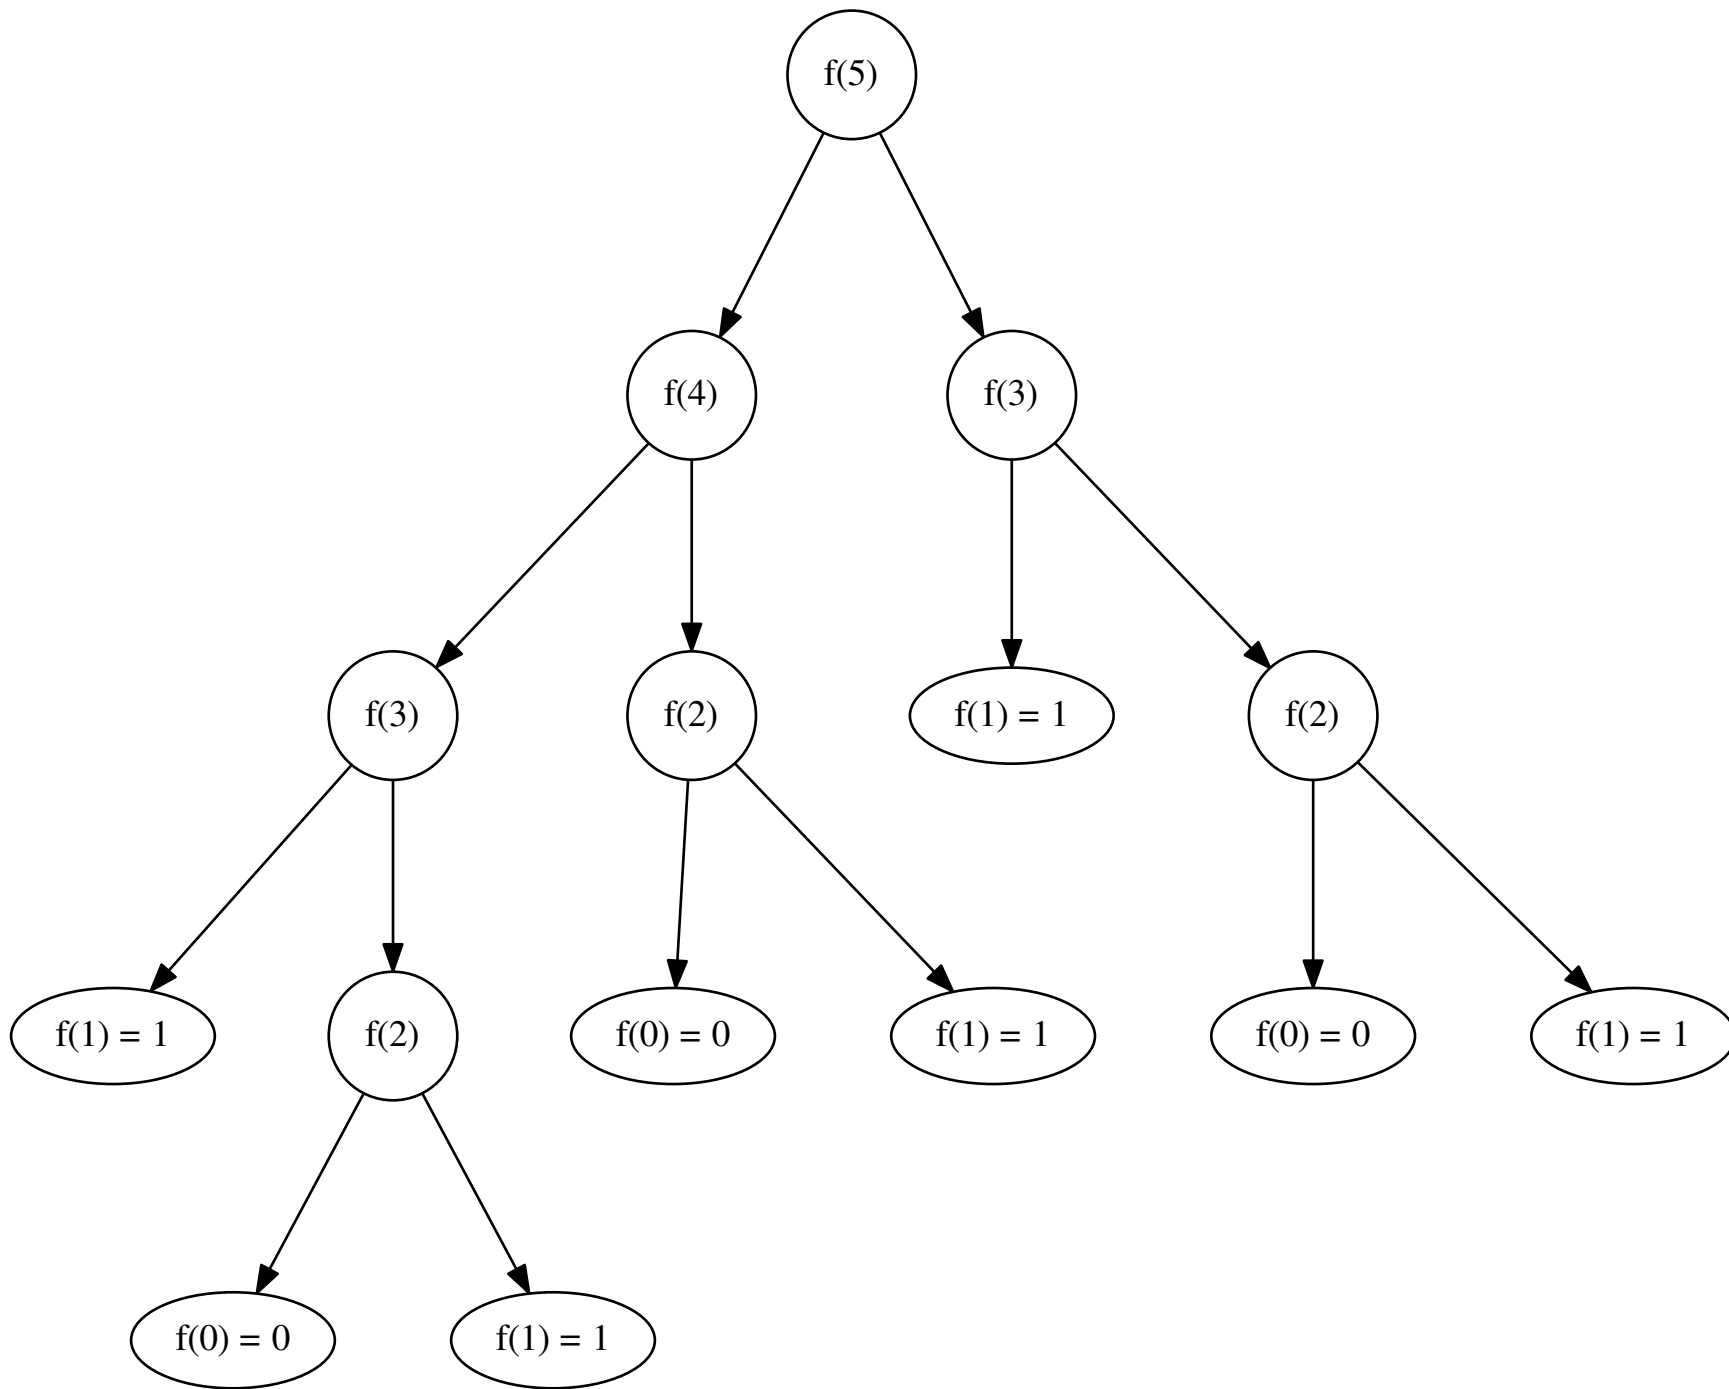 f(5)
f(4)
f(3)
f(3)
f(2)
f(1) = 1
f(2)
f(1) = 1
f(2)
f(0) = 0
f(1) = 1
f(0) = 0
f(1) = 1
f(0) = 0
f(1) = 1